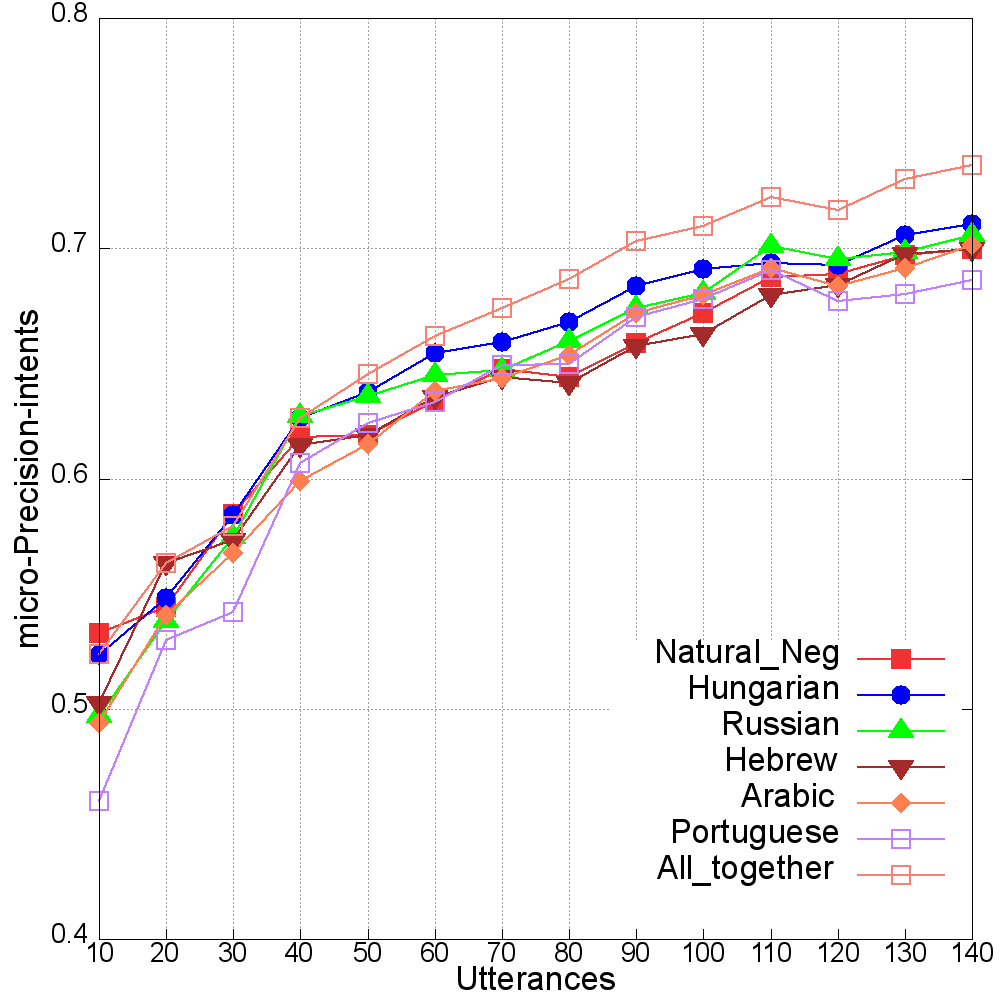 micro-Precision-intents
0.8
0.7
0.6
0.5
0.4
10 20 30 40 50 60 70 80 90 100 110 120 130 140
Utterances
Natural_Neg
Hungarian
Russian
Hebrew
Arabic
Portuguese
All_together